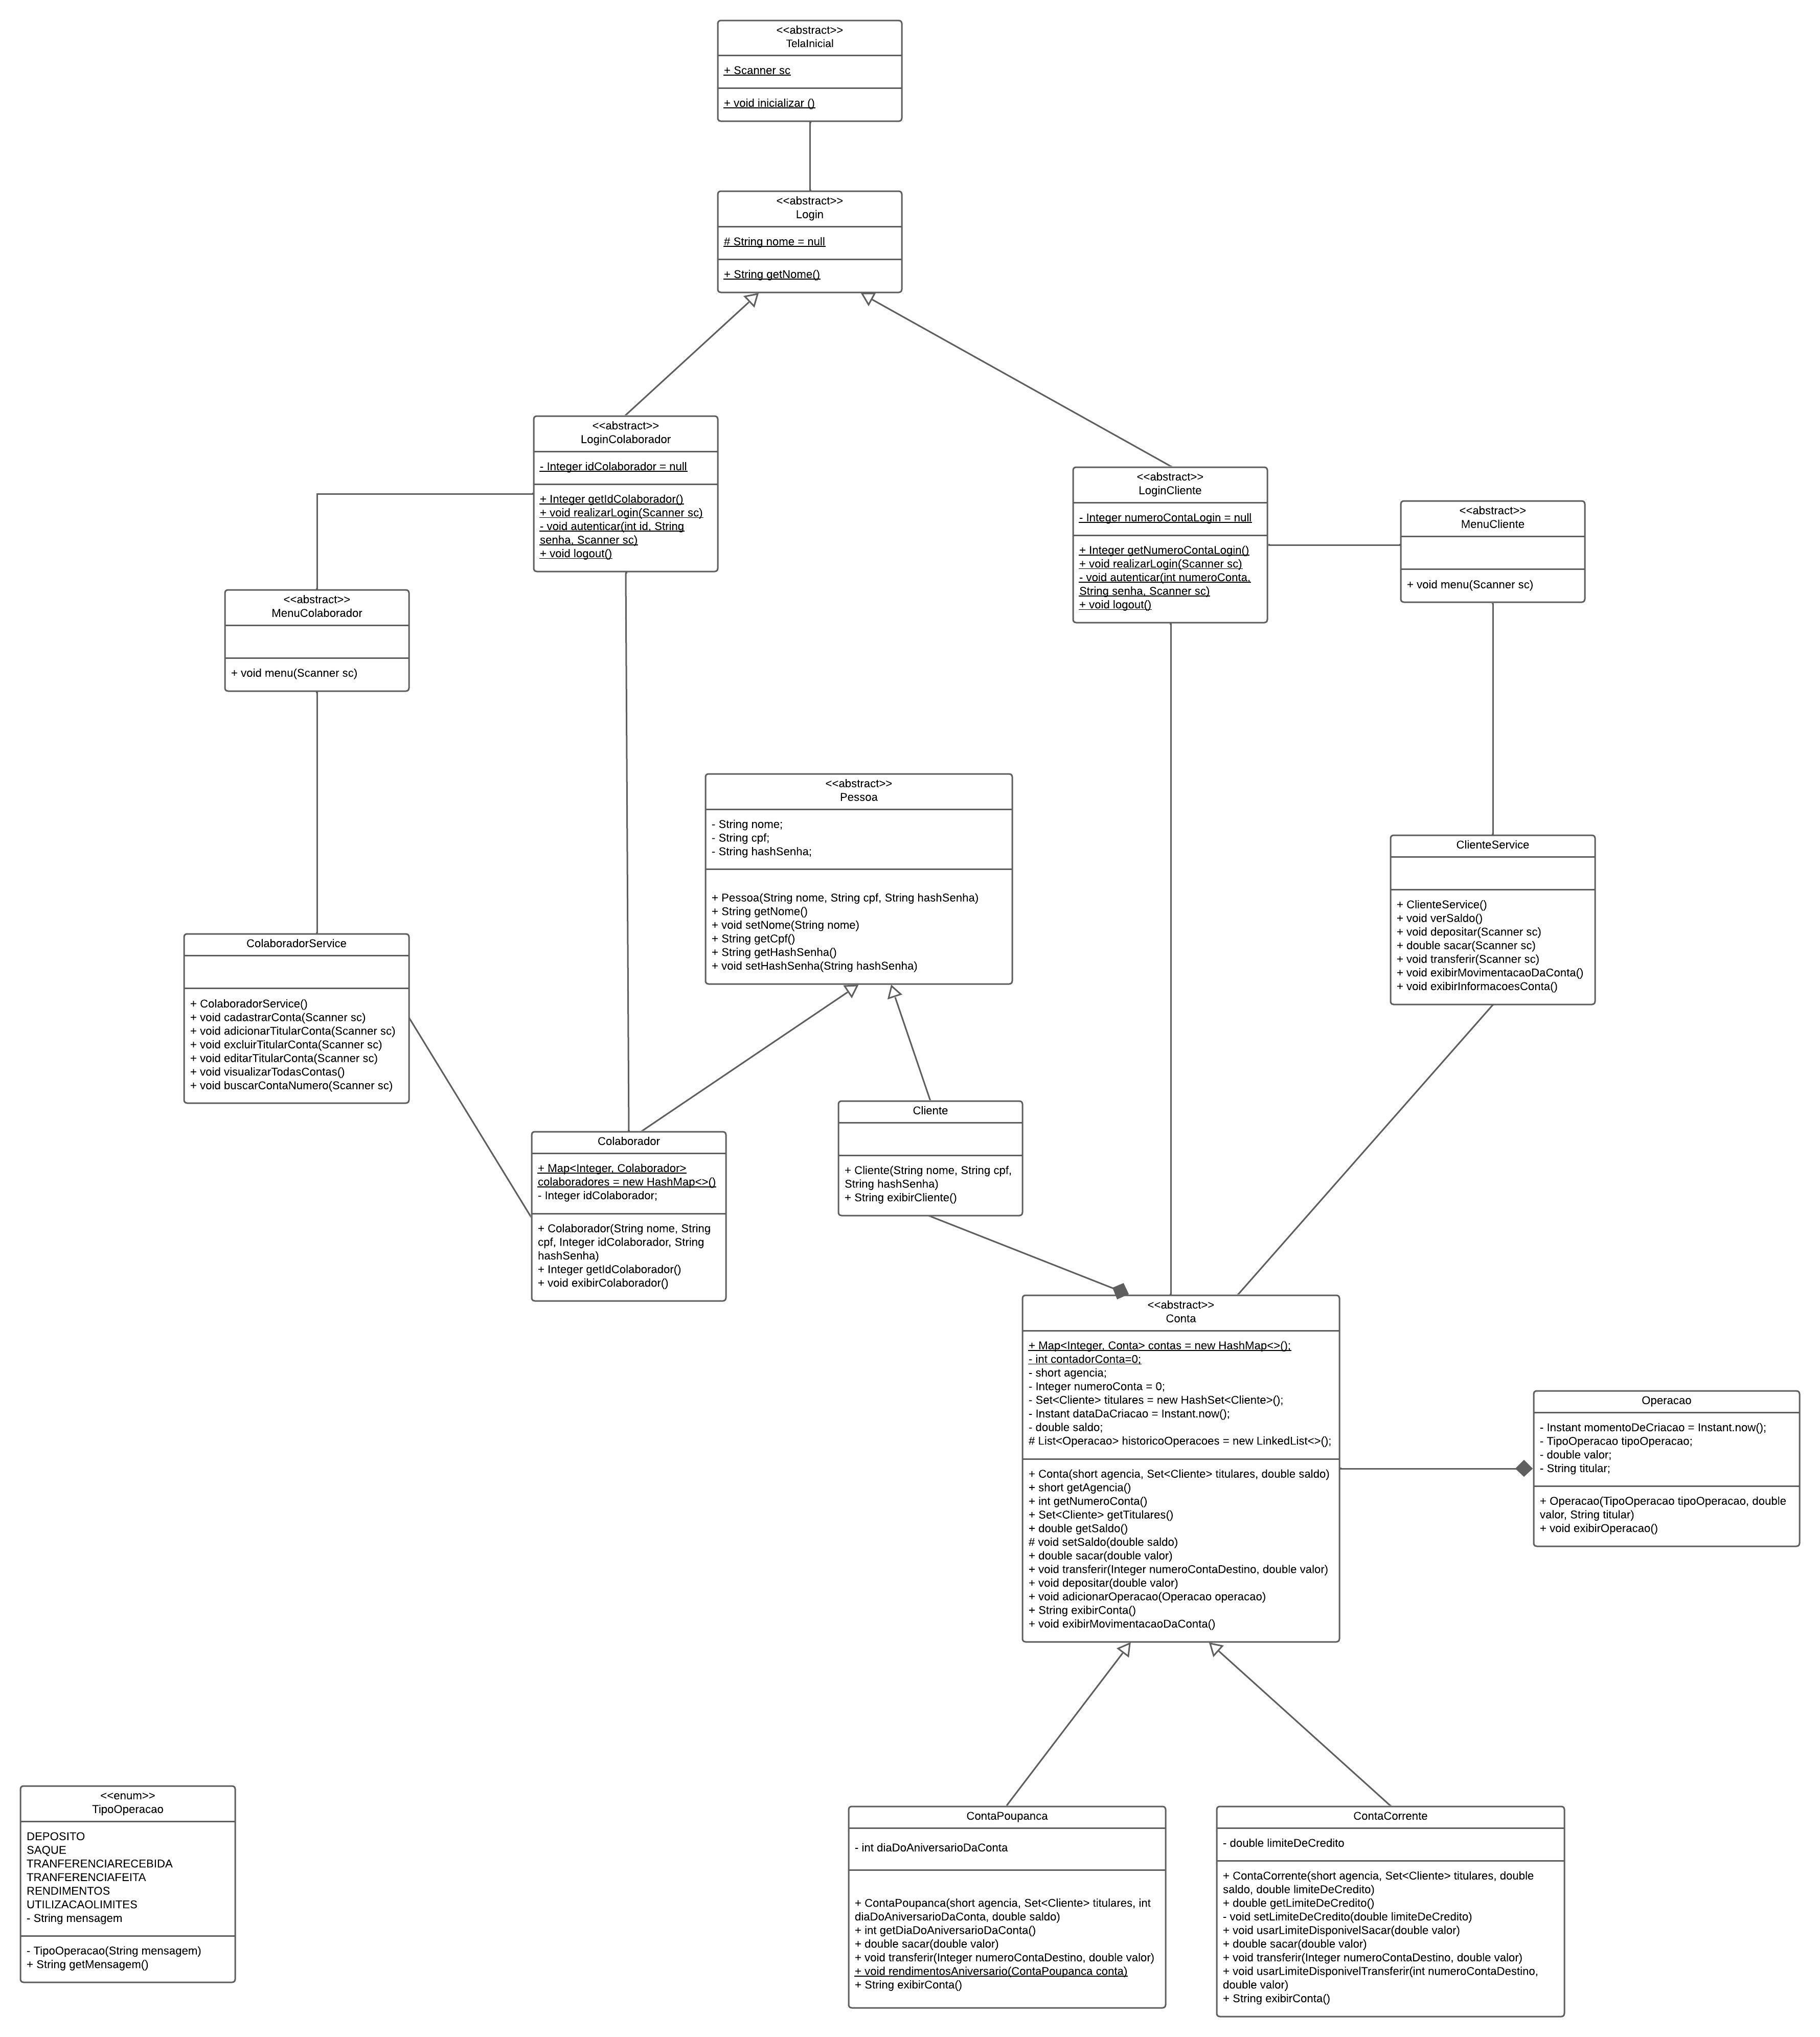 <<abstract>>
TelaInicial
+ Scanner sc
+ void inicializar ()
<<abstract>>
Login
# String nome = null
+ String getNome()
<<abstract>>
LoginColaborador
- Integer idColaborador = null
+ Integer getIdColaborador()
+ void realizarLogin(Scanner sc)
- void autenticar(int id, String
senha, Scanner sc)
+ void logout()
<<abstract>>
LoginCliente
- Integer numeroContaLogin = null
+ Integer getNumeroContaLogin()
+ void realizarLogin(Scanner sc)
- void autenticar(int numeroConta,
String senha, Scanner sc)
+ void logout()
<<abstract>>
MenuCliente
+ void menu(Scanner sc)
<<abstract>>
MenuColaborador
+ void menu(Scanner sc)
<<abstract>>
Pessoa
- String nome;
- String cpf;
- String hashSenha;
+ Pessoa(String nome, String cpf, String hashSenha)
+ String getNome()
+ void setNome(String nome)
+ String getCpf()
+ String getHashSenha()
+ void setHashSenha(String hashSenha)
ClienteService
+ ClienteService()
+ void verSaldo()
+ void depositar(Scanner sc)
+ double sacar(Scanner sc)
+ void transferir(Scanner sc)
+ void exibirMovimentacaoDaConta()
+ void exibirInformacoesConta()
ColaboradorService
+ ColaboradorService()
+ void cadastrarConta(Scanner sc)
+ void adicionarTitularConta(Scanner sc)
+ void excluirTitularConta(Scanner sc)
+ void editarTitularConta(Scanner sc)
+ void visualizarTodasContas()
+ void buscarContaNumero(Scanner sc)
Colaborador
+ Map<Integer, Colaborador>
colaboradores = new HashMap<>()
- Integer idColaborador;
+ Colaborador(String nome, String
cpf, Integer idColaborador, String
hashSenha)
+ Integer getIdColaborador()
+ void exibirColaborador()
Cliente
+ Cliente(String nome, String cpf,
String hashSenha)
+ String exibirCliente()
<<abstract>>
Conta
+ Map<Integer, Conta> contas = new HashMap<>();
- int contadorConta=0;
- short agencia;
- Integer numeroConta = 0;
- Set<Cliente> titulares = new HashSet<Cliente>();
- Instant dataDaCriacao = Instant.now();
- double saldo;
# List<Operacao> historicoOperacoes = new LinkedList<>();
+ Conta(short agencia, Set<Cliente> titulares, double saldo)
+ short getAgencia()
+ int getNumeroConta()
+ Set<Cliente> getTitulares()
+ double getSaldo()
# void setSaldo(double saldo)
+ double sacar(double valor)
+ void transferir(Integer numeroContaDestino, double valor)
+ void depositar(double valor)
+ void adicionarOperacao(Operacao operacao)
+ String exibirConta()
+ void exibirMovimentacaoDaConta()
Operacao
- Instant momentoDeCriacao = Instant.now();
- TipoOperacao tipoOperacao;
- double valor;
- String titular;
+ Operacao(TipoOperacao tipoOperacao, double
valor, String titular)
+ void exibirOperacao()
<<enum>>
TipoOperacao
DEPOSITO
SAQUE
TRANFERENCIARECEBIDA
TRANFERENCIAFEITA
RENDIMENTOS
UTILIZACAOLIMITES
- String mensagem
- TipoOperacao(String mensagem)
+ String getMensagem()
ContaPoupanca
- int diaDoAniversarioDaConta
+ ContaPoupanca(short agencia, Set<Cliente> titulares, int
diaDoAniversarioDaConta, double saldo)
+ int getDiaDoAniversarioDaConta()
+ double sacar(double valor)
+ void transferir(Integer numeroContaDestino, double valor)
+ void rendimentosAniversario(ContaPoupanca conta)
+ String exibirConta()
ContaCorrente
- double limiteDeCredito
+ ContaCorrente(short agencia, Set<Cliente> titulares, double
saldo, double limiteDeCredito)
+ double getLimiteDeCredito()
- void setLimiteDeCredito(double limiteDeCredito)
+ void usarLimiteDisponivelSacar(double valor)
+ double sacar(double valor)
+ void transferir(Integer numeroContaDestino, double valor)
+ void usarLimiteDisponivelTransferir(int numeroContaDestino,
double valor)
+ String exibirConta()